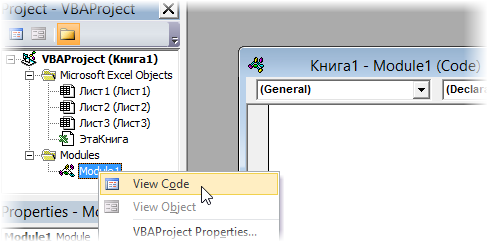 Project - VBAProject
VBAProject (Книга1)
Microsoft Excel Objects
Лист1 (Лист1)
Лист2 (Лист2)
Лист3 (Лист3)
ЭтаКнига
Modules
Module1
View Code
View Object
VBAProject Properties...
Properties - Mo
Module1 Module
Книга1 - Module1 (Code)
(General)
(Declar